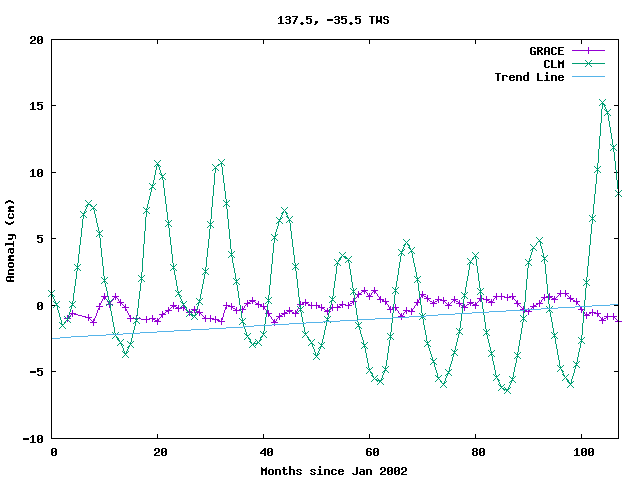 137.5, -35.5 TWS
GRACE
CLM
Trend Line
20
15
10
5
0
-5
-10
Anomaly (cm)
0 20 40 60 80 100
Months since Jan 2002